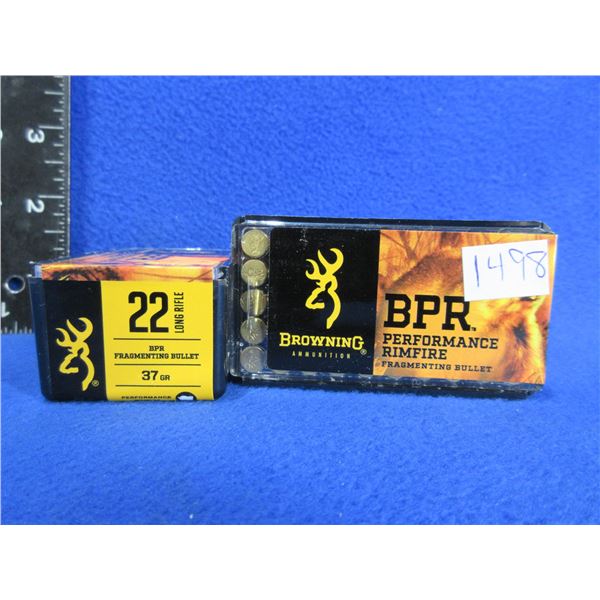 3
2
1
BPR
22
LONG RIFLE
BPR
FRAGMENTING BULLET
37 GR
PERFORMANCE
®
BROWNING®
AMMUNITION
1498
BPR™
PERFORMANCE
RIMFIRE
FRAGMENTING BULLET